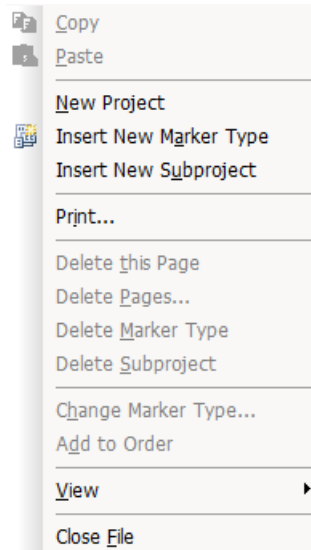 Copy
Paste
New Project
Insert New Marker Type
Insert New Subproject
Print...
Delete this Page
Delete Pages...
Delete Marker Type
Delete Subproject
Change Marker Type...
Add to Order
View
Close File